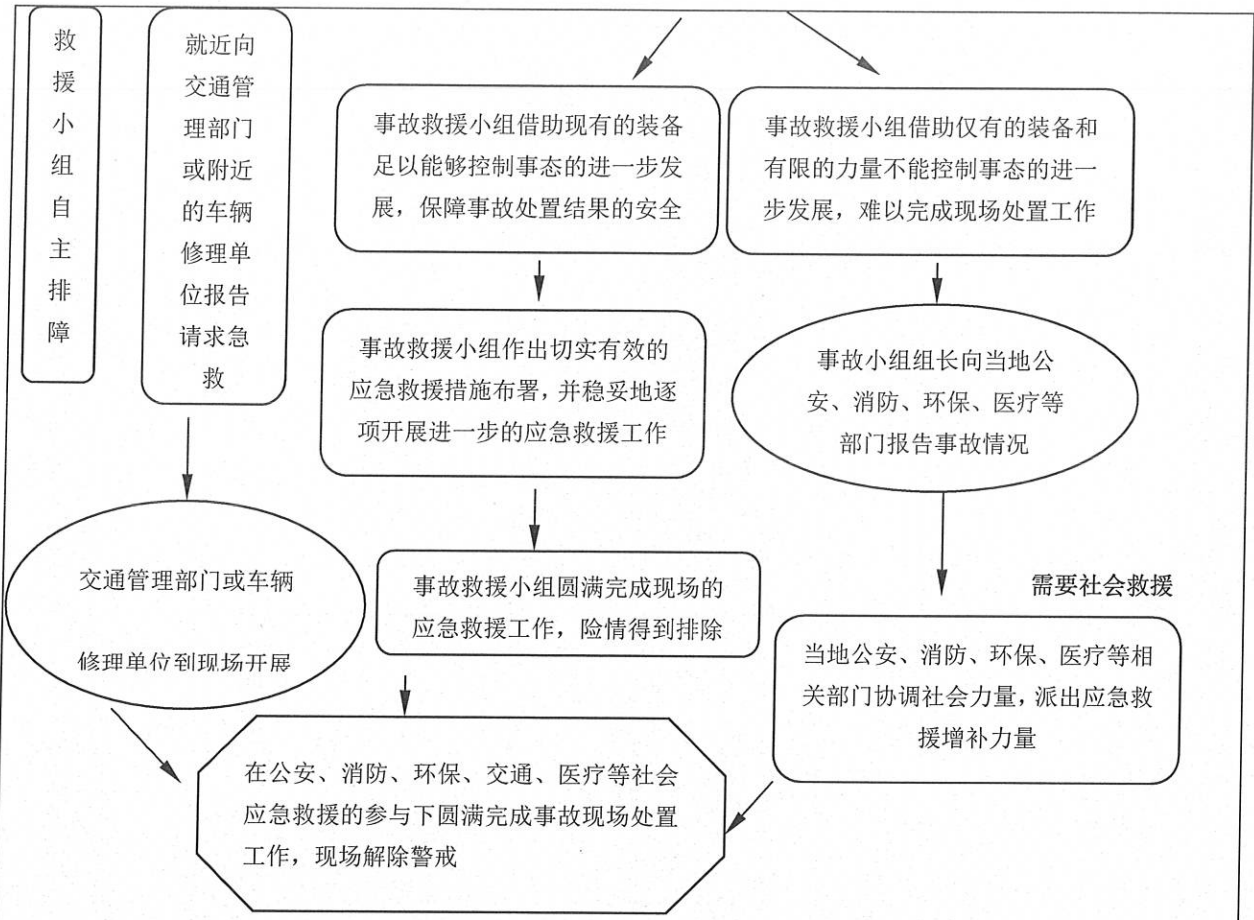 救
援
小
组
自
主
排
障
就近向
交通管
理部门
或附近
的车辆
修理单
位报告
请求急
救
事故救援小组借助现有的装备
足以能够控制事态的进一步发
展，保障事故处置结果的安全
事故救援小组借助仅有的装备和
有限的力量不能控制事态的进一
步发展，难以完成现场处置工作
事故救援小组作出切实有效的
应急救援措施布署，并稳妥地逐
项开展进一步的应急救援工作
事故小组组长向当地公
安、消防、环保、医疗等
部门报告事故情况
交通管理部门或车辆
修理单位到现场开展
事故救援小组圆满完成现场的
应急救援工作，险情得到排除
需要社会救援
当地公安、消防、环保、医疗等相
关部门协调社会力量，派出应急救
援增补力量
在公安、消防、环保、交通、医疗等社会
应急救援的参与下圆满完成事故现场处置
工作，现场解除警戒